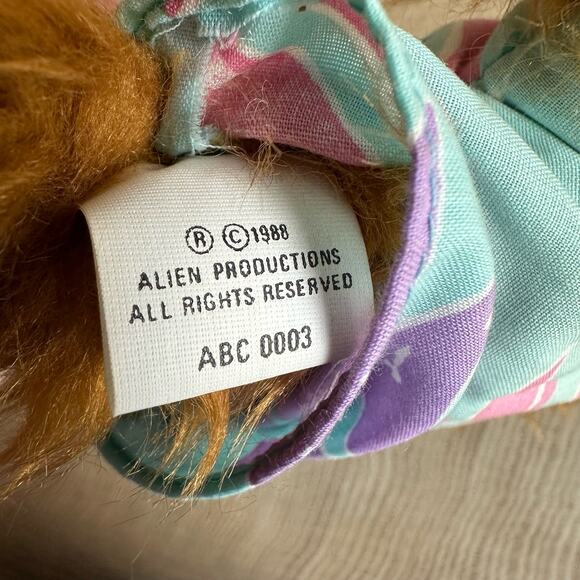 ® © 1988
ALIEN PRODUCTIONS
ALL RIGHTS RESERVED
ABC 0003